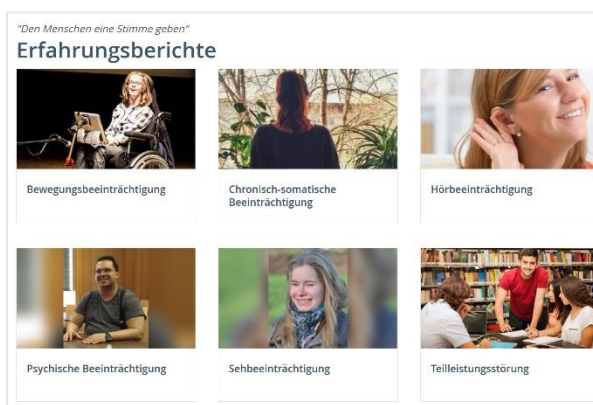 "Den Menschen eine Stimme geben"
Erfahrungsberichte
Bewegungsbeeinträchtigung
Chronisch-somatische
Beeinträchtigung
Hörbeeinträchtigung
Psychische Beeinträchtigung
Sehbeeinträchtigung
Teilleistungsstörung